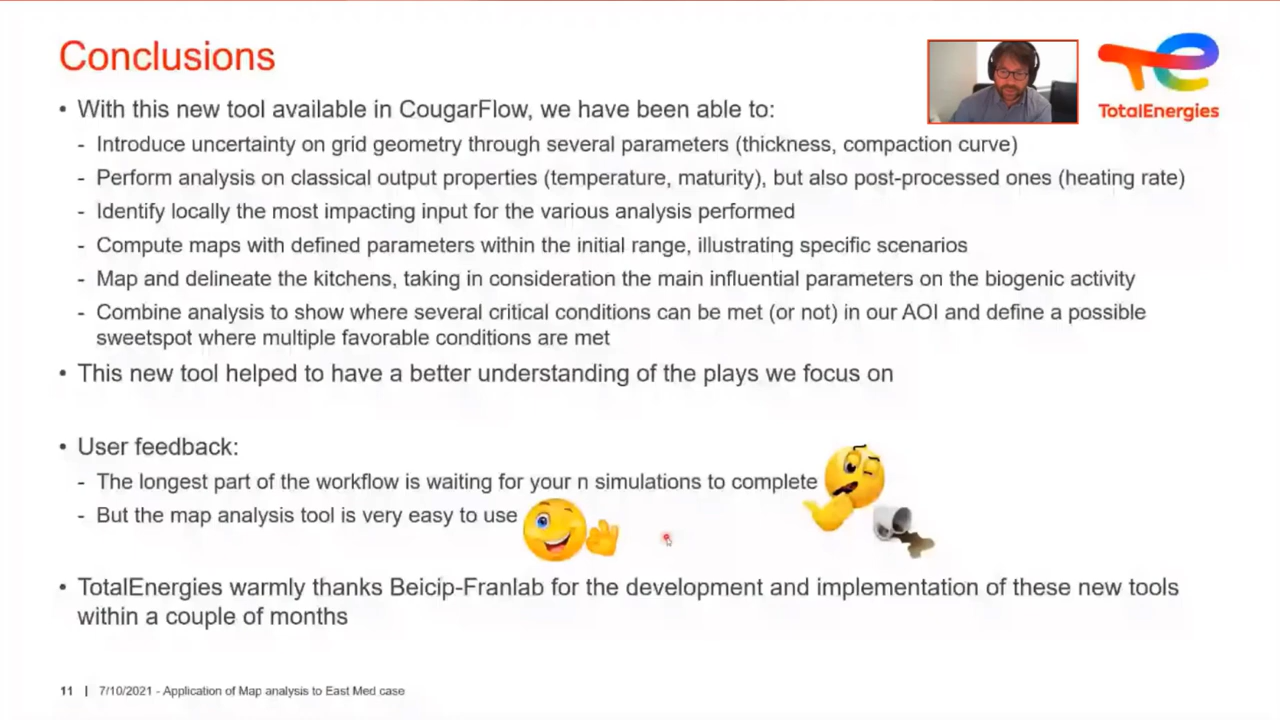 Conclusions
TotalEnergies
• With this new tool available in CougarFlow, we have been able to:
- Introduce uncertainty on grid geometry through several parameters (thickness, compaction curve)
- Perform analysis on classical output properties (temperature, maturity), but also post-processed ones (heating rate)
- Identify locally the most impacting input for the various analysis performed
- Compute maps with defined parameters within the initial range, illustrating specific scenarios
- Map and delineate the kitchens, taking in consideration the main influential parameters on the biogenic activity
- Combine analysis to show where several critical conditions can be met (or not) in our AOI and define a possible
sweetspot where multiple favorable conditions are met
• This new tool helped to have a better understanding of the plays we focus on
• User feedback:
- The longest part of the workflow is waiting for your n simulations to complete
- But the map analysis tool is very easy to use
• TotalEnergies warmly thanks Beicip-Franlab for the development and implementation of these new tools
within a couple of months
11 | 7/10/2021 - Application of Map analysis to East Med case